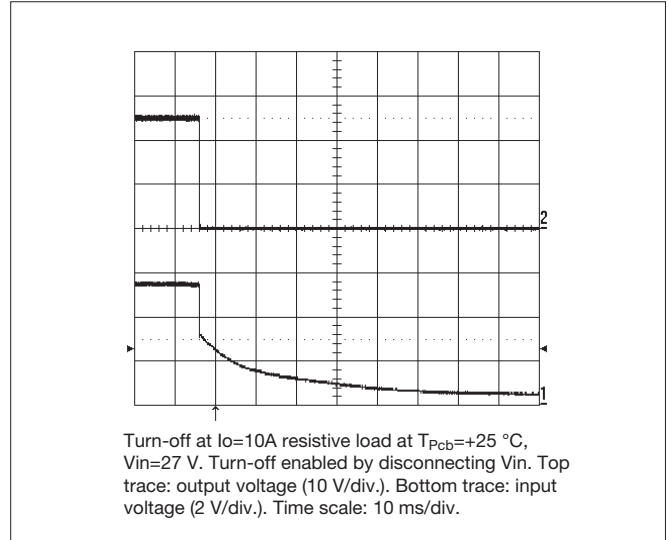 2
1
Turn-off at Io=10A resistive load at TPcb=+25 °C,
Vin=27 V. Turn-off enabled by disconnecting Vin. Top
trace: output voltage (10 V/div.). Bottom trace: input
voltage (2 V/div.). Time scale: 10 ms/div.